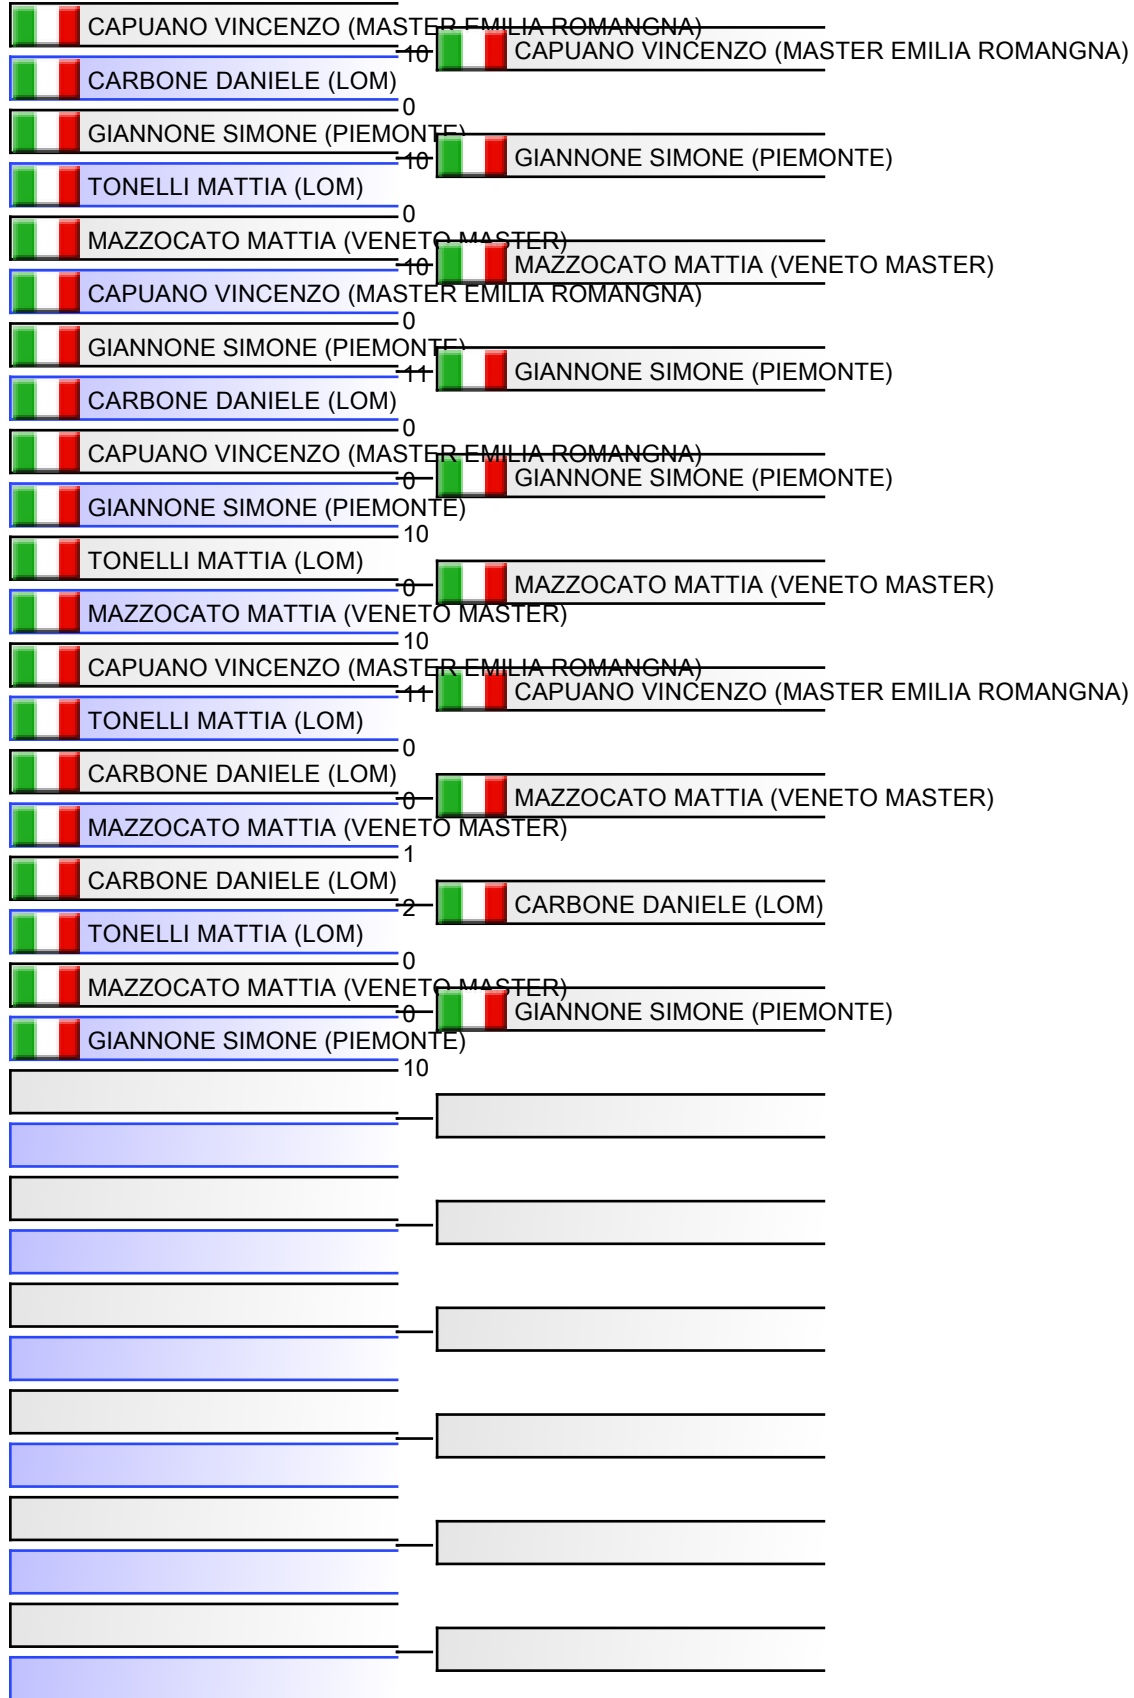 CAPUANO VINCENZO (MASTER EMILIA ROMANGNA)
10
CAPUANO VINCENZO (MASTER EMILIA ROMANGNA)
CARBONE DANIELE (LOM)
0
GIANNONE SIMONE (PIEMONTE)
10
GIANNONE SIMONE (PIEMONTE)
TONELLI MATTIA (LOM)
0
MAZZOCATO MATTIA (VENETO MASTER)
10
MAZZOCATO MATTIA (VENETO MASTER)
CAPUANO VINCENZO (MASTER EMILIA ROMANGNA)
0
GIANNONE SIMONE (PIEMONTE)
11
GIANNONE SIMONE (PIEMONTE)
CARBONE DANIELE (LOM)
0
CAPUANO VINCENZO (MASTER EMILIA ROMANGNA)
0
GIANNONE SIMONE (PIEMONTE)
GIANNONE SIMONE (PIEMONTE)
10
TONELLI MATTIA (LOM)
0
MAZZOCATO MATTIA (VENETO MASTER)
MAZZOCATO MATTIA (VENETO MASTER)
10
CAPUANO VINCENZO (MASTER EMILIA ROMANGNA)
11
CAPUANO VINCENZO (MASTER EMILIA ROMANGNA)
TONELLI MATTIA (LOM)
0
CARBONE DANIELE (LOM)
0
MAZZOCATO MATTIA (VENETO MASTER)
MAZZOCATO MATTIA (VENETO MASTER)
1
CARBONE DANIELE (LOM)
2
CARBONE DANIELE (LOM)
TONELLI MATTIA (LOM)
0
MAZZOCATO MATTIA (VENETO MASTER)
0
GIANNONE SIMONE (PIEMONTE)
GIANNONE SIMONE (PIEMONTE)
10